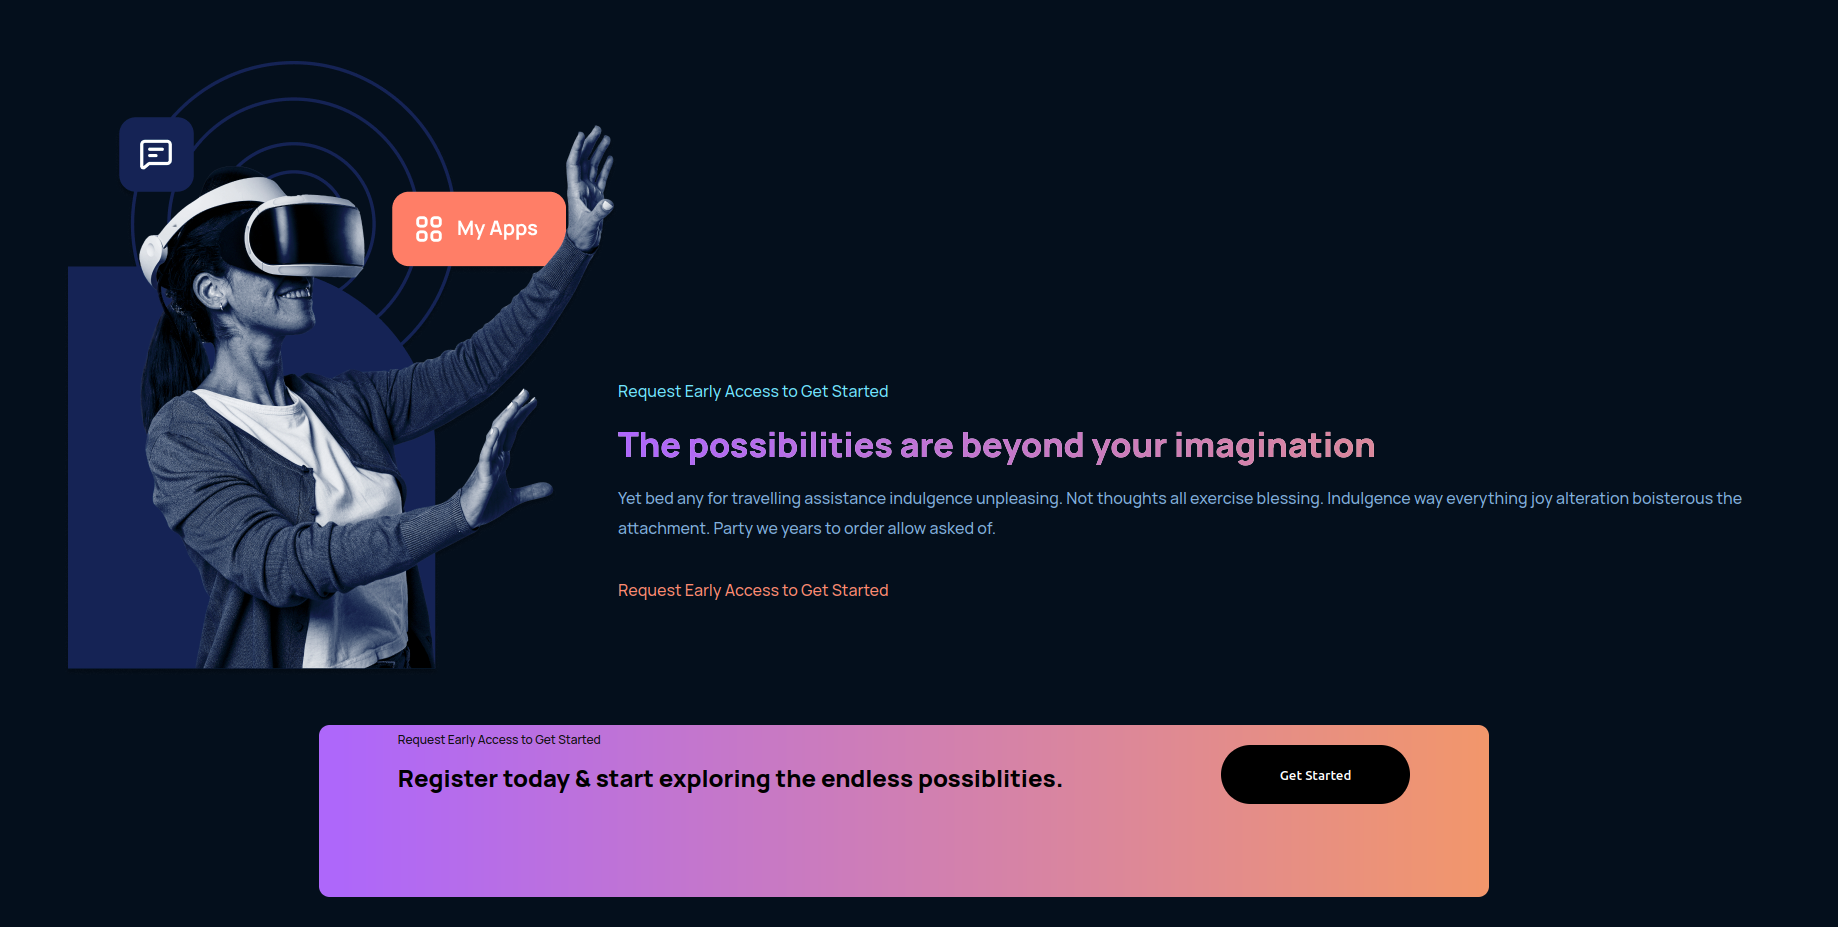 My Apps
Request Early Access to Get Started
The possibilities are beyond your imagination
Yet bed any for travelling assistance indulgence unpleasing. Not thoughts all exercise blessing. Indulgence way everything joy alteration boisterous the
attachment. Party we years to order allow asked of.
Request Early Access to Get Started
Request Early Access to Get Started
Register today & start exploring the endless possiblities.
Get Started